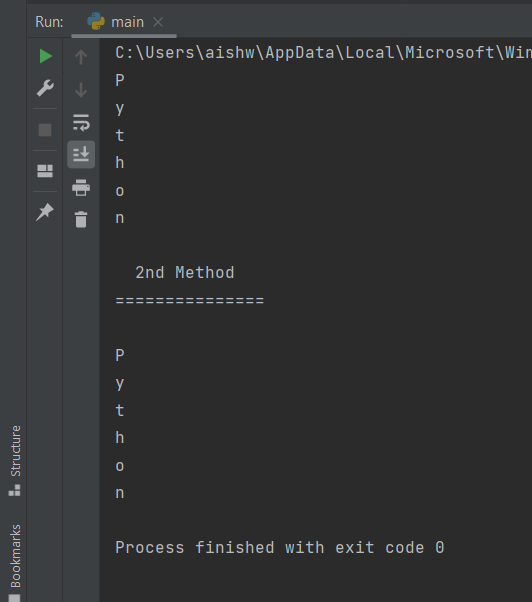 Run: main
C:\Users\aishw\AppData\Local\Microsoft\Win
P
y
t
h
o
n
2nd Method
===============
P
y
t
h
o
n
Process finished with exit code 0
Structure
Bookmarks